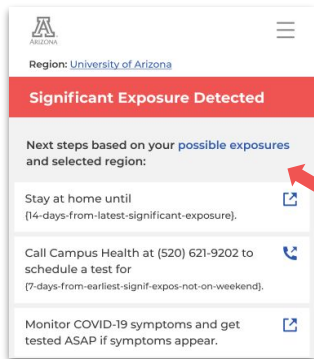 ARIZONA
Region: University of Arizona
Significant Exposure Detected
Next steps based on your possible exposures
and selected region:
Stay at home until
{14-days-from-latest-significant-exposure}.
Call Campus Health at (520) 621-9202 to
schedule a test for
{7-days-from-earliest-signif-expos-not-on-weekend}.
Monitor COVID-19 symptoms and get
tested ASAP if symptoms appear.